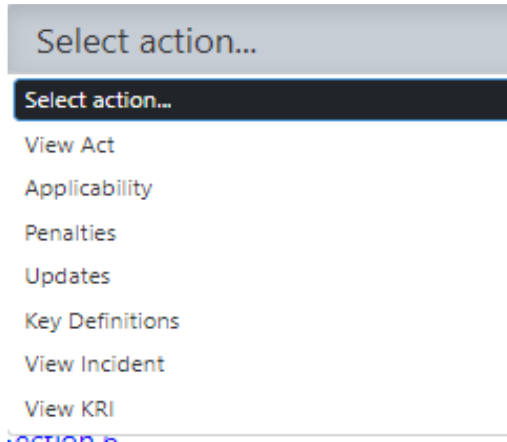 Select action...
Select action...
View Act
Applicability
Penalties
Updates
Key Definitions
View Incident
View KRI